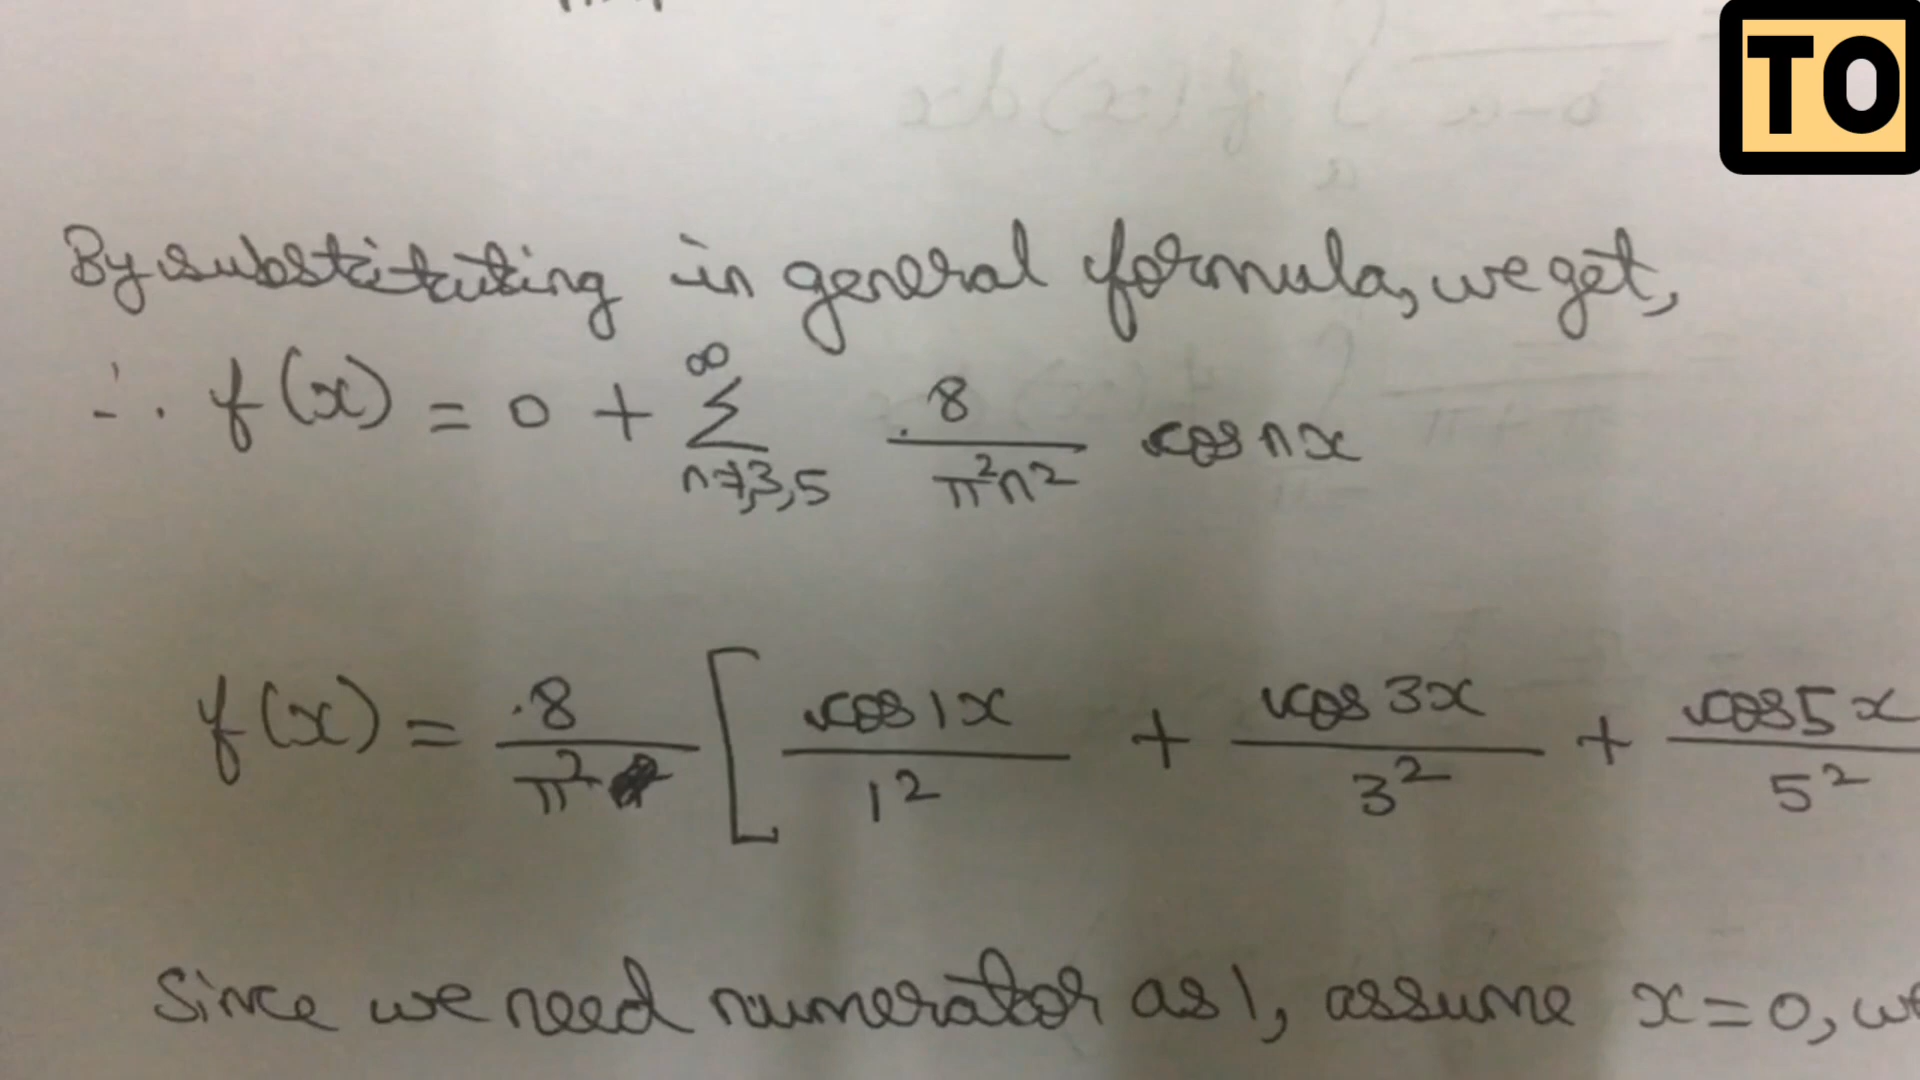 TO
By substituting in general formula, we get,
∴ f(x) = 0 + ∞ Σ n=1,3,5 8/π²n² cos nx
f(x) = 8/π² [ cos 1x/1² + cos 3x/3² + cos 5x/5²
Since we need numerator as 1, assume x = 0, we